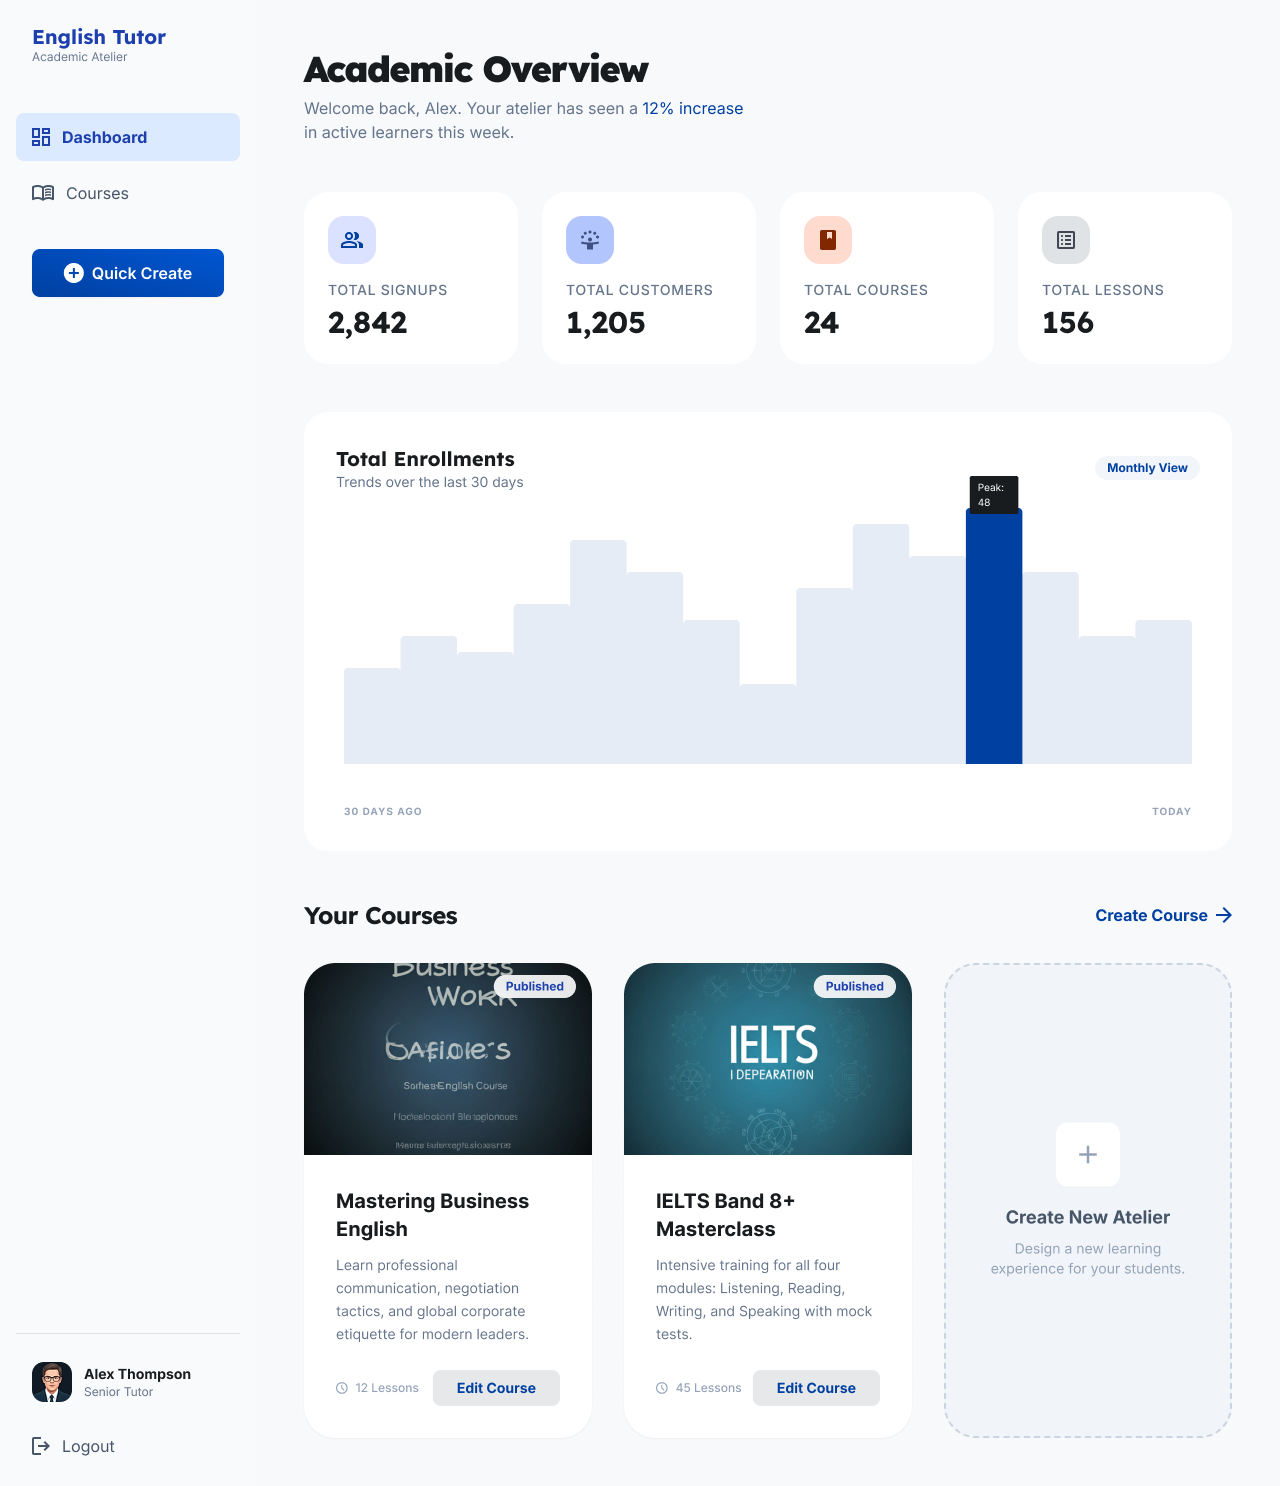 English Tutor
Academic Atelier
Dashboard
Courses
Quick Create
Academic Overview
Welcome back, Alex. Your atelier has seen a 12% increase
in active learners this week.
TOTAL SIGNUPS
2,842
TOTAL CUSTOMERS
1,205
TOTAL COURSES
24
TOTAL LESSONS
156
Total Enrollments
Trends over the last 30 days
Monthly View
Peak:
48
30 DAYS AGO
TODAY
Your Courses
Create Course
Business
Work
Published
English Course
Published
IELTS
I DEPEARATION
Mastering Business
English
Learn professional
communication, negotiation
tactics, and global corporate
etiquette for modern leaders.
12 Lessons
Edit Course
IELTS Band 8+
Masterclass
Intensive training for all four
modules: Listening, Reading,
Writing, and Speaking with mock
tests.
45 Lessons
Edit Course
Create New Atelier
Design a new learning
experience for your students.
Alex Thompson
Senior Tutor
Logout